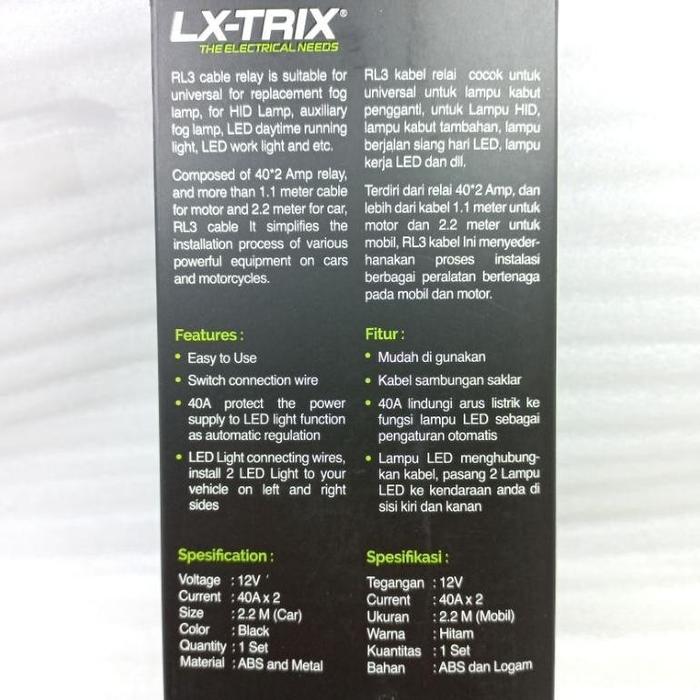 LX-TRIX®
THE ELECTRICAL NEEDS
RL3 cable relay is suitable for
universal for replacement fog
lamp, for HID Lamp, auxiliary
fog lamp, LED daytime running
light, LED work light and etc.
Composed of 40*2 Amp relay,
and more than 1.1 meter cable
for motor and 2.2 meter for car,
RL3 cable It simplifies the
installation process of various
powerful equipment on cars
and motorcycles.
Features :
• Easy to Use
• Switch connection wire
• 40A protect the power
supply to LED light function
as automatic regulation
• LED Light connecting wires,
install 2 LED Light to your
vehicle on left and right
sides
Spesification :
Voltage : 12V
Current : 40A x 2
Size : 2.2 M (Car)
Color : Black
Quantity : 1 Set
Material : ABS and Metal
RL3 kabel relai cocok untuk
universal untuk lampu kabut
pengganti, untuk Lampu HID,
lampu kabut tambahan, lampu
berjalan siang hari LED, lampu
kerja LED dan dll.
Terdiri dari relai 40*2 Amp, dan
lebih dari kabel 1.1 meter untuk
motor dan 2.2 meter untuk
mobil, RL3 kabel Ini menyeder-
hanakan proses instalasi
berbagai peralatan bertenaga
pada mobil dan motor.
Fitur :
• Mudah di gunakan
• Kabel sambungan saklar
• 40A lindungi arus listrik ke
fungsi lampu LED sebagai
pengaturan otomatis
• Lampu LED menghubung-
kan kabel, pasang 2 Lampu
LED ke kendaraan anda di
sisi kiri dan kanan
Spesifikasi :
Tegangan : 12V
Current : 40A x 2
Ukuran : 2.2 M (Mobil)
Warna : Hitam
Kuantitas : 1 Set
Bahan : ABS dan Logam